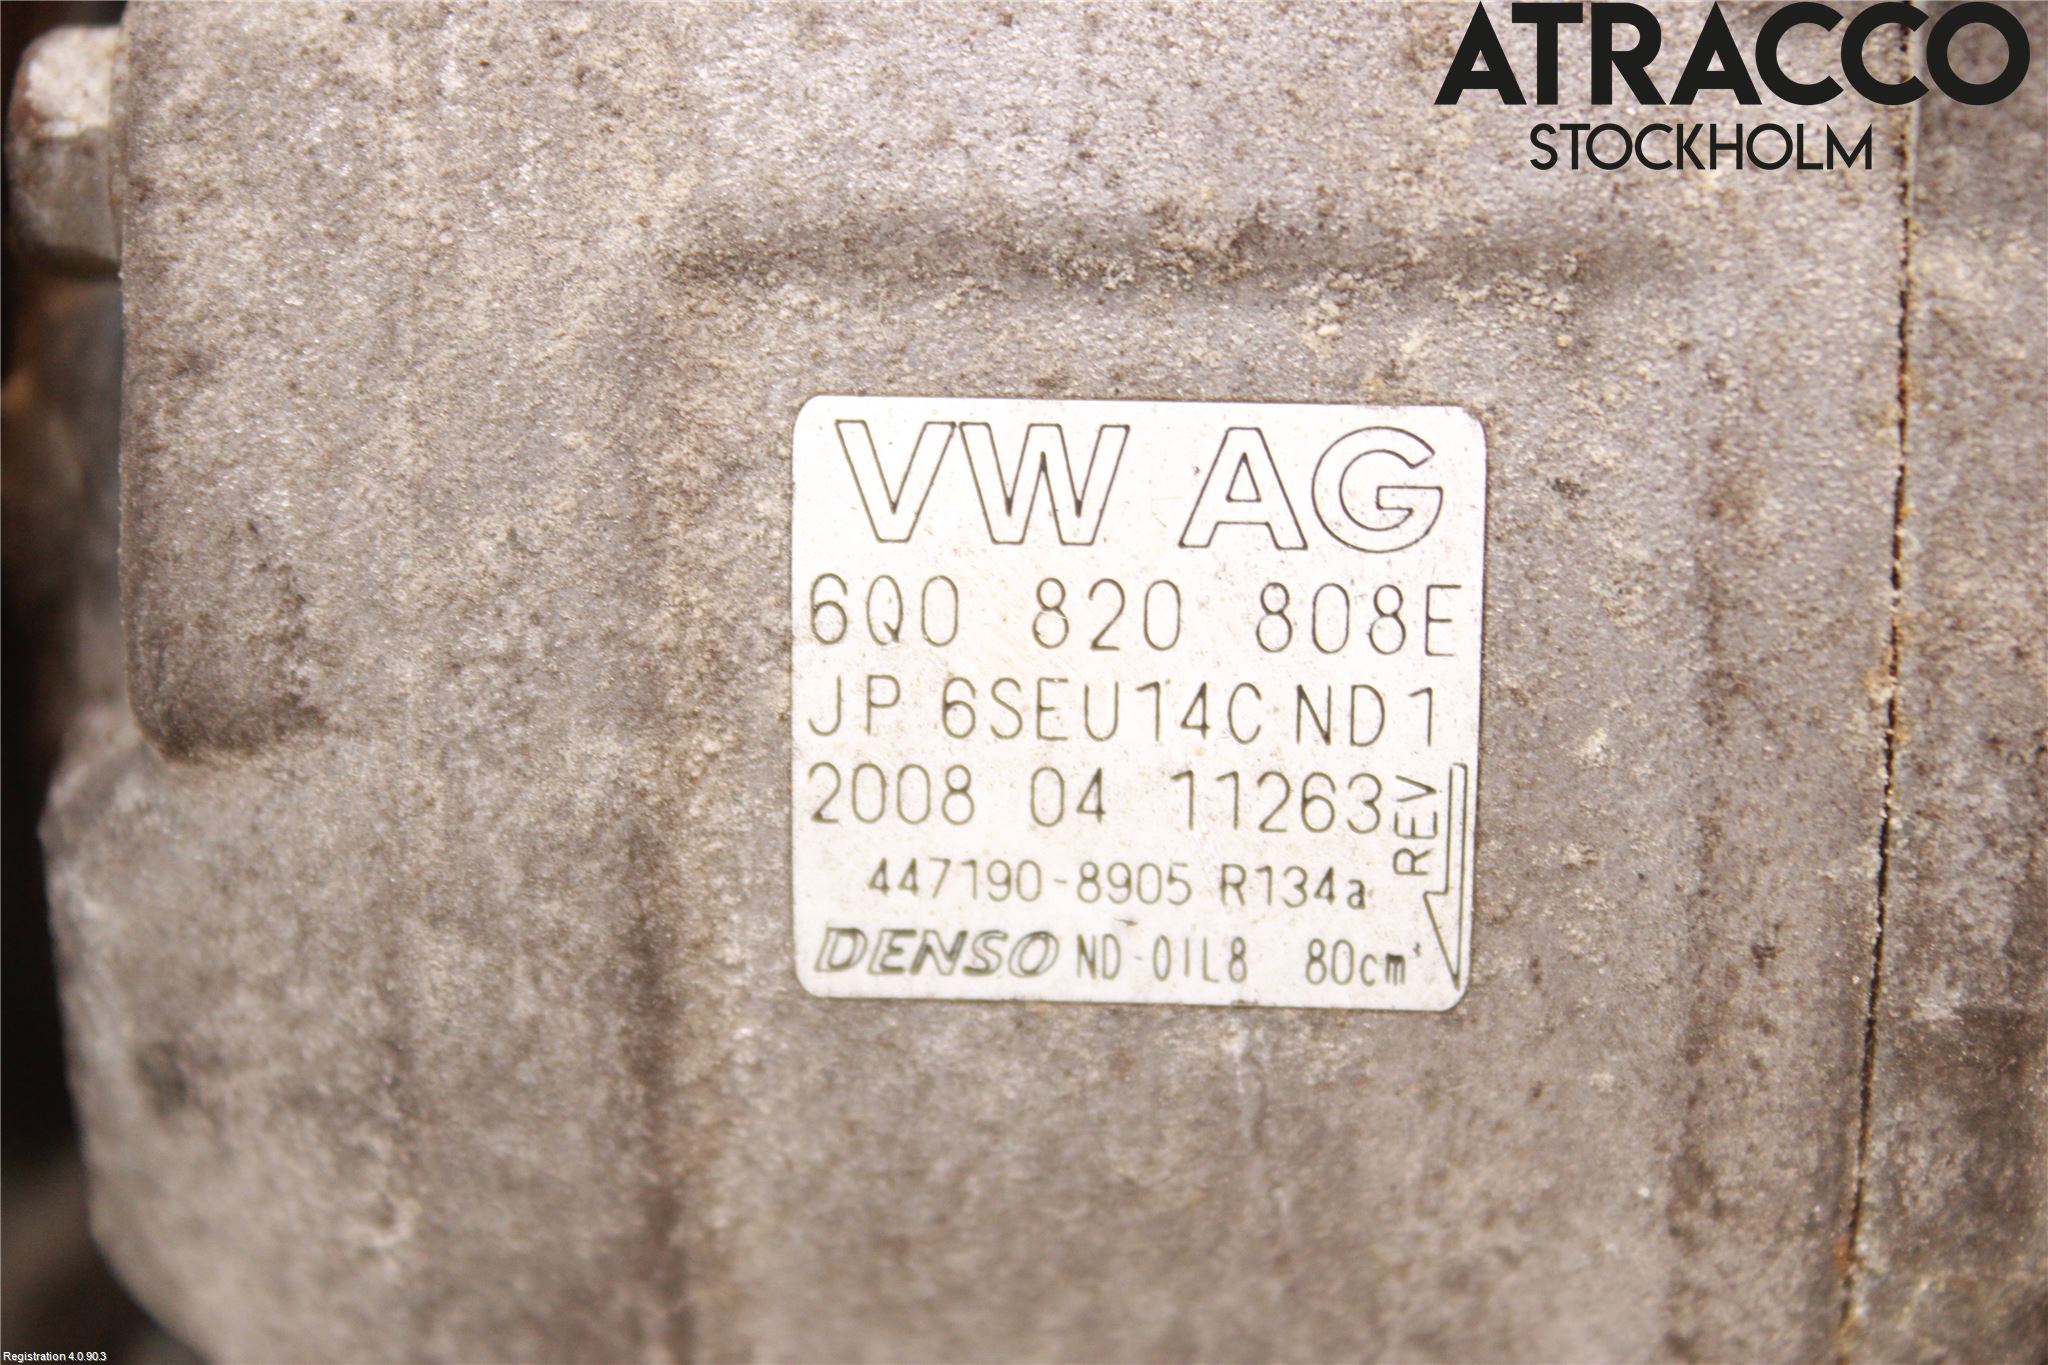 ATRACCO
STOCKHOLM
VW AG
6Q0 820 808E
JP 6SEU14C ND1
2008 04 11263
REV
447190-8905 R134a
DENSO ND-OIL8 80cm³
Registration 4.0.90.3